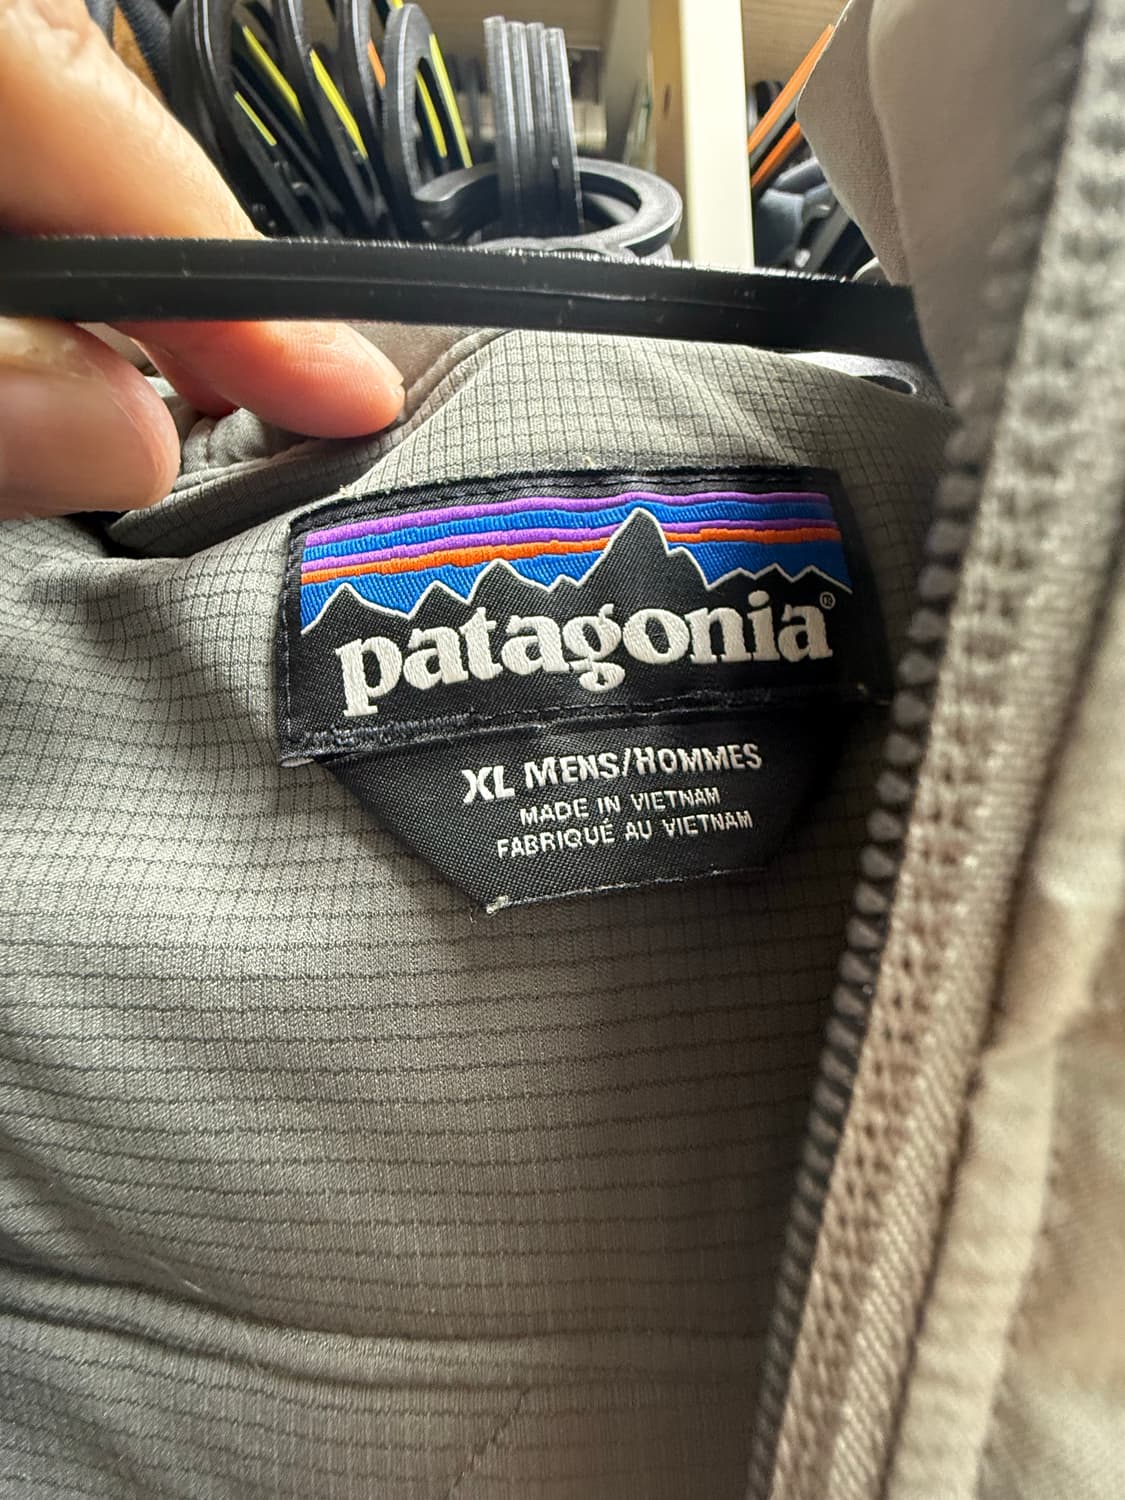 patagonia®
XL MENS/HOMMES
MADE IN VIETNAM
FABRIQUÉ AU VIETNAM